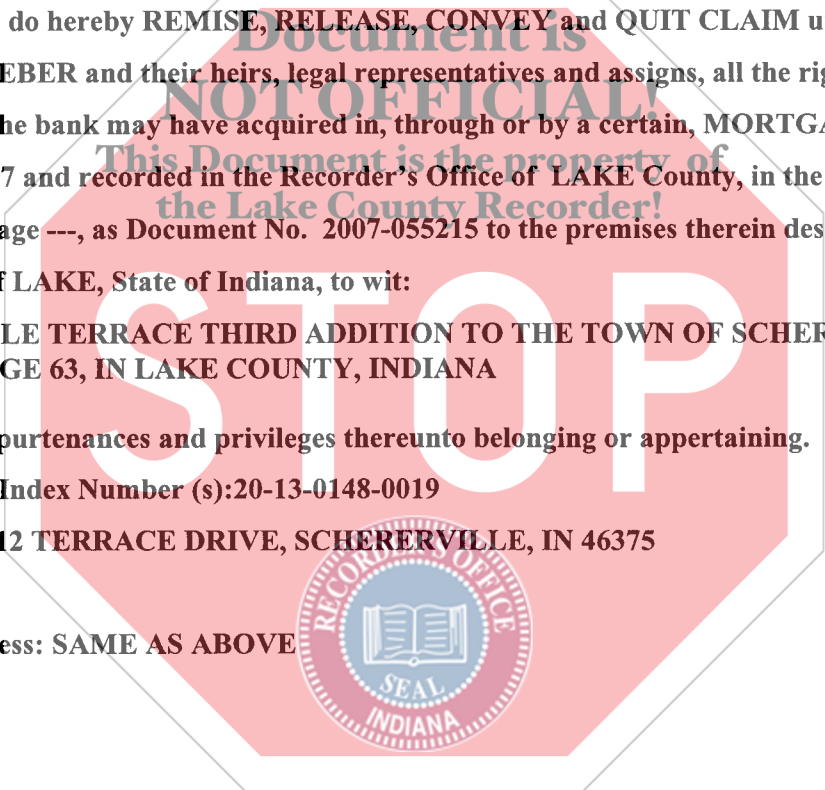 do hereby REMISE, RELEASE, CONVEY and QUIT CLAIM u
Document is
EBER and their heirs, legal representatives and assigns, all the rig
NOT OFFICIAL!
he bank may have acquired in, through or by a certain, MORTGA
This Document is the property of
7 and recorded in the Recorder's Office of LAKE County, in the
the Lake County Recorder!
age ---, as Document No. 2007-055215 to the premises therein des
f LAKE, State of Indiana, to wit:
LE TERRACE THIRD ADDITION TO THE TOWN OF SCHER
GE 63, IN LAKE COUNTY, INDIANA
STOP
purtenances and privileges thereunto belonging or appertaining.
Index Number (s):20-13-0148-0019
12 TERRACE DRIVE, SCHERERVILLE, IN 46375
RECORDER'S OFFICE
ess: SAME AS ABOVE
SEAL
INDIANA